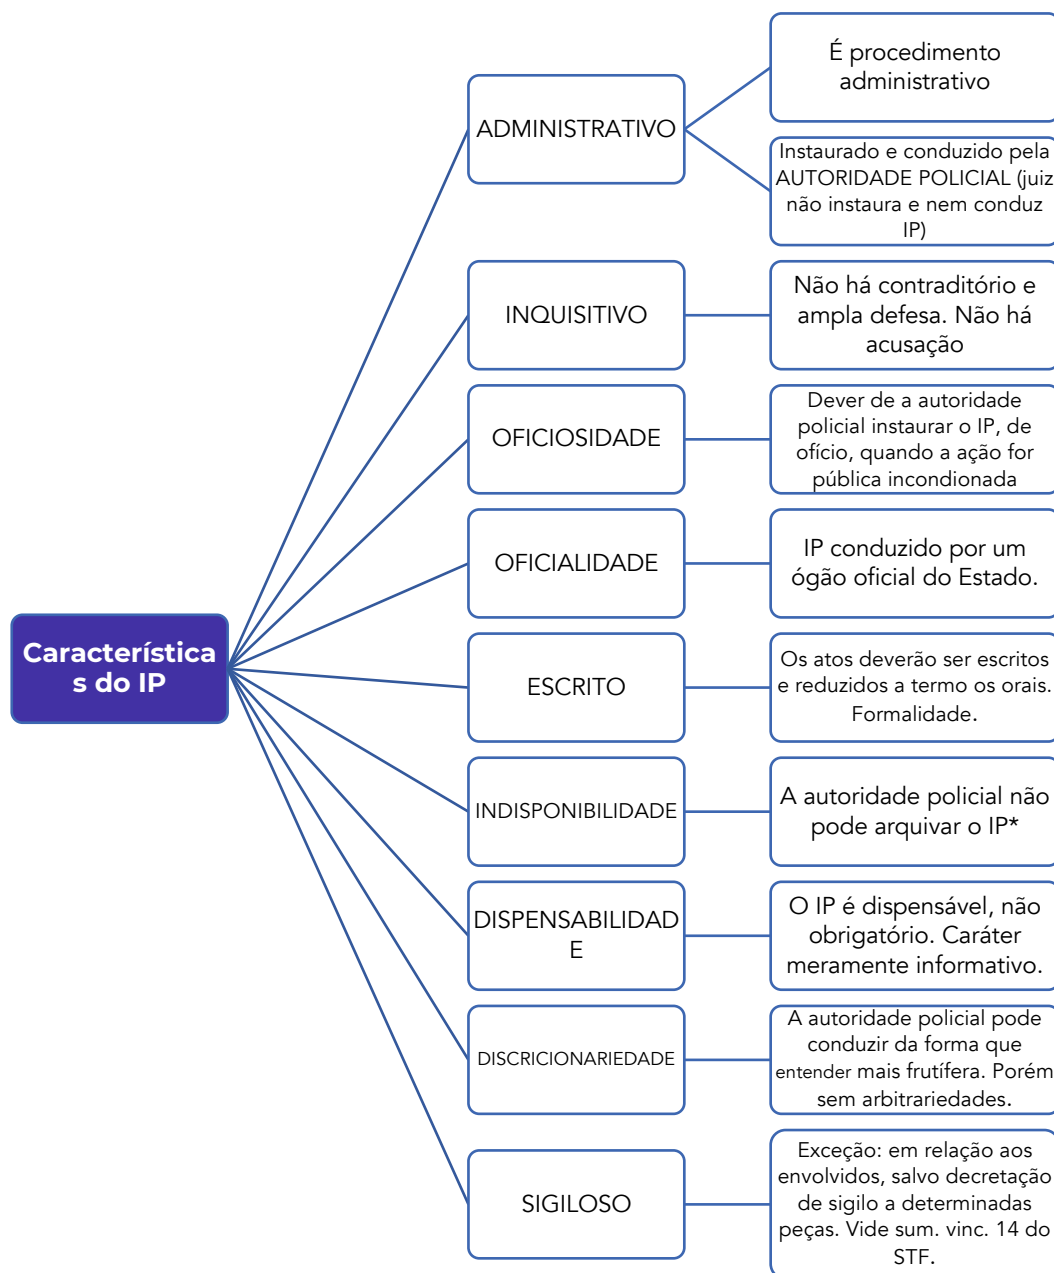 É procedimento
administrativo
ADMINISTRATIVO
Instaurado e conduzido pela
AUTORIDADE POLICIAL (juiz
não instaura e nem conduz
IP)
INQUISITIVO
Não há contraditório e
ampla defesa. Não há
acusação
OFICIOSIDADE
Dever de a autoridade
policial instaurar o IP, de
ofício, quando a ação for
pública incondionada
OFICIALIDADE
IP conduzido por um
ógão oficial do Estado.
Característica
s do IP
ESCRITO
Os atos deverão ser escritos
e reduzidos a termo os orais.
Formalidade.
INDISPONIBILIDADE
A autoridade policial não
pode arquivar o IP*
DISPENSABILIDAD
E
O IP é dispensável, não
obrigatório. Caráter
meramente informativo.
DISCRICIONARIEDADE
A autoridade policial pode
conduzir da forma que
entender mais frutífera. Porém
sem arbitrariedades.
SIGILOSO
Exceção: em relação aos
envolvidos, salvo decretação
de sigilo a determinadas
peças. Vide sum. vinc. 14 do
STF.